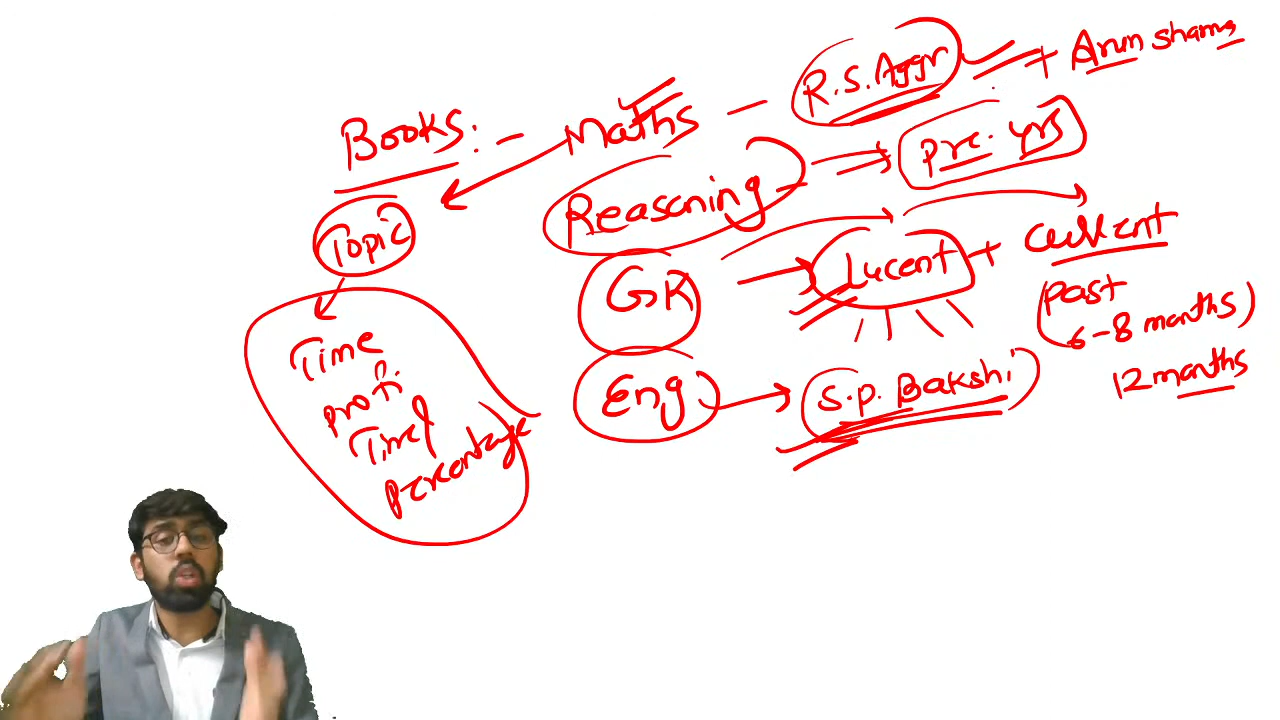 Books: - Maths - R.S. Aggr + Arun Sharma
Reasoning → pre. yrs
GK → Lucent + current
(past
6-8 months)
12 months
Eng → S.P. Bakshi
Topic
Time
profi
Time
percentage